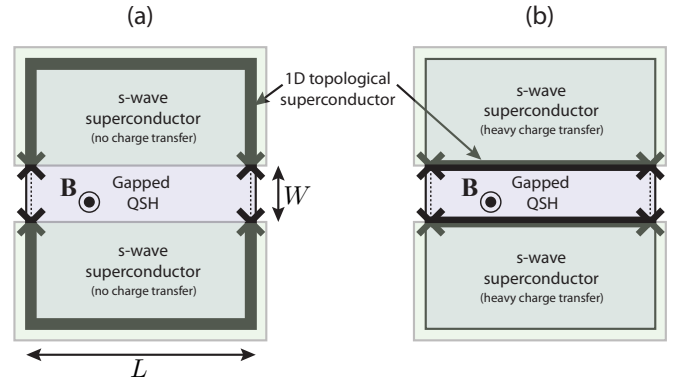 (a)
(b)
s-wave
superconductor
(no charge transfer)
1D topological
superconductor
s-wave
superconductor
(heavy charge transfer)
B
Gapped
QSH
W
B
Gapped
QSH
s-wave
superconductor
(no charge transfer)
s-wave
superconductor
(heavy charge transfer)
L